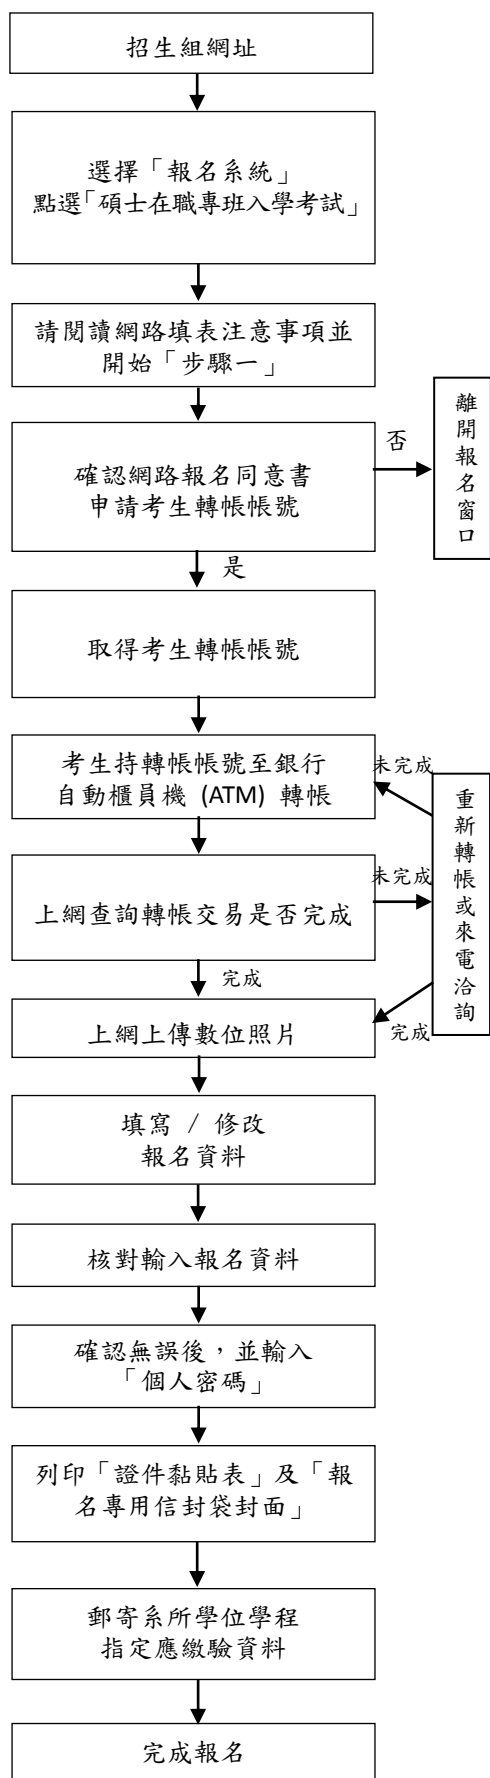 招生組網址
選擇「報名系統」
點選「碩士在職專班入學考試」
請閱讀網路填表注意事項並
開始「步驟一」
確認網路報名同意書
申請考生轉帳帳號
否
離開報名窗口
是
取得考生轉帳帳號
考生持轉帳帳號至銀行
自動櫃員機 (ATM) 轉帳
未完成
重新轉帳或來電洽詢
上網查詢轉帳交易是否完成
未完成
完成
完成
上網上傳數位照片
填寫 / 修改
報名資料
核對輸入報名資料
確認無誤後，並輸入
「個人密碼」
列印「證件黏貼表」及「報
名專用信封袋封面」
郵寄系所學位學程
指定應繳驗資料
完成報名